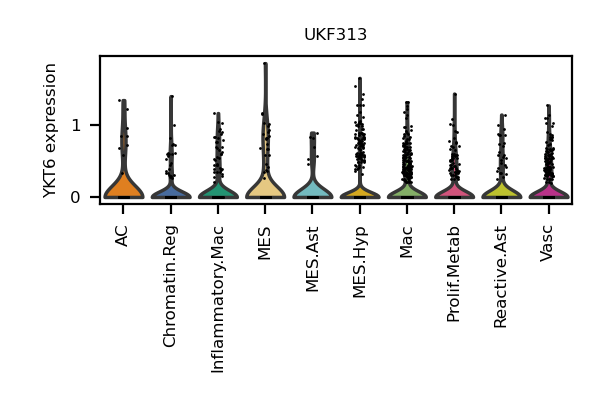 UKF313
YKT6 expression
1
0
AC
Chromatin.Reg
Inflammatory.Mac
MES
MES.Ast
MES.Hyp
Mac
Prolif.Metab
Reactive.Ast
Vasc